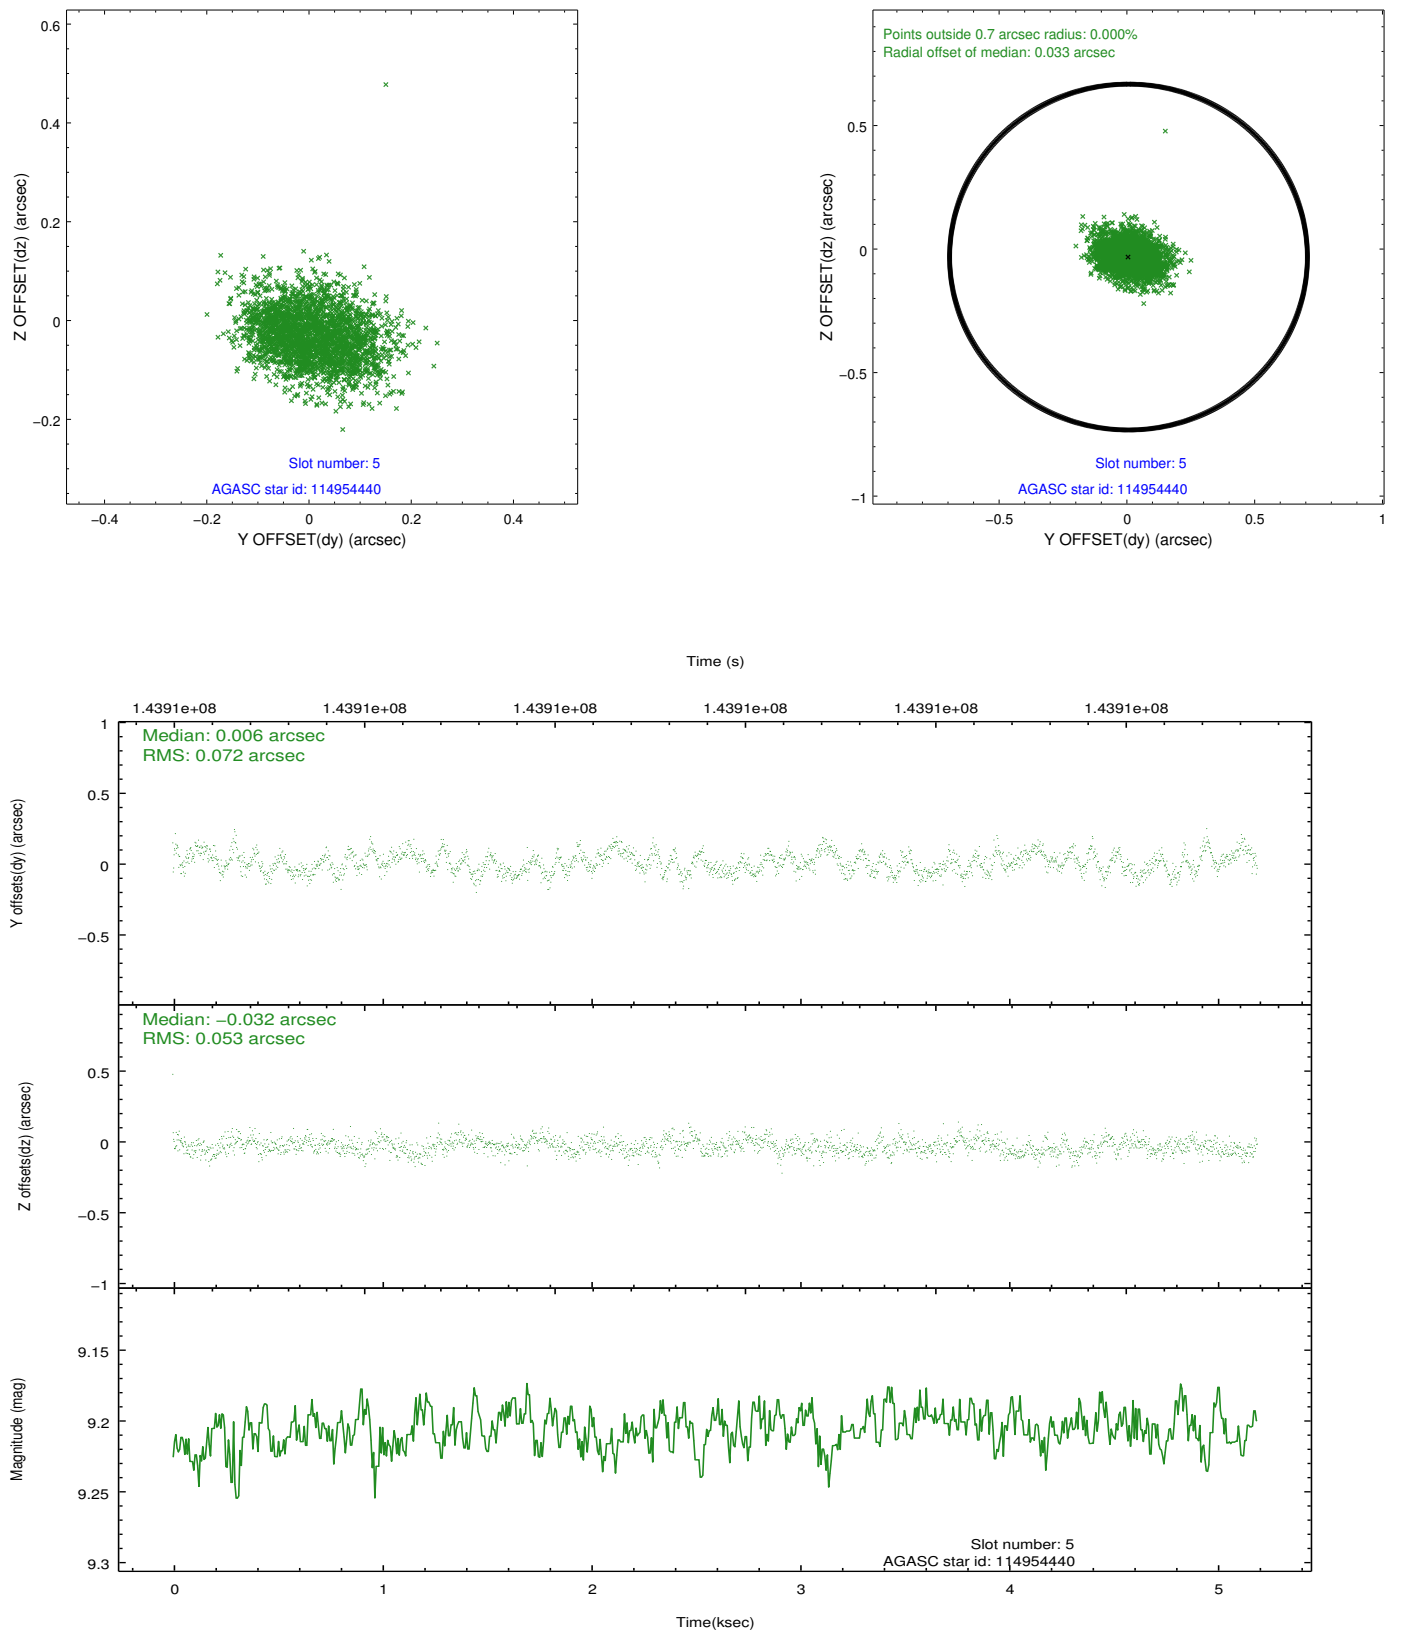 0.6
0.4
0.2
0
−0.2
Z OFFSET(dz) (arcsec)
Slot number: 5
AGASC star id: 114954440
−0.4 −0.2 0 0.2 0.4
Y OFFSET(dy) (arcsec)
Points outside 0.7 arcsec radius: 0.000%
Radial offset of median: 0.033 arcsec
0.5
0
−0.5
−1
Z OFFSET(dz) (arcsec)
Slot number: 5
AGASC star id: 114954440
−0.5 0 0.5 1
Y OFFSET(dy) (arcsec)
Time (s)
1.4391e+08 1.4391e+08 1.4391e+08 1.4391e+08 1.4391e+08 1.4391e+08
1
0.5
0
−0.5
Y offsets(dy) (arcsec)
Median: 0.006 arcsec
RMS: 0.072 arcsec
0.5
0
−0.5
−1
Z offsets(dz) (arcsec)
Median: −0.032 arcsec
RMS: 0.053 arcsec
9.15
9.2
9.25
9.3
Magnitude (mag)
Slot number: 5
AGASC star id: 114954440
0 1 2 3 4 5
Time(ksec)